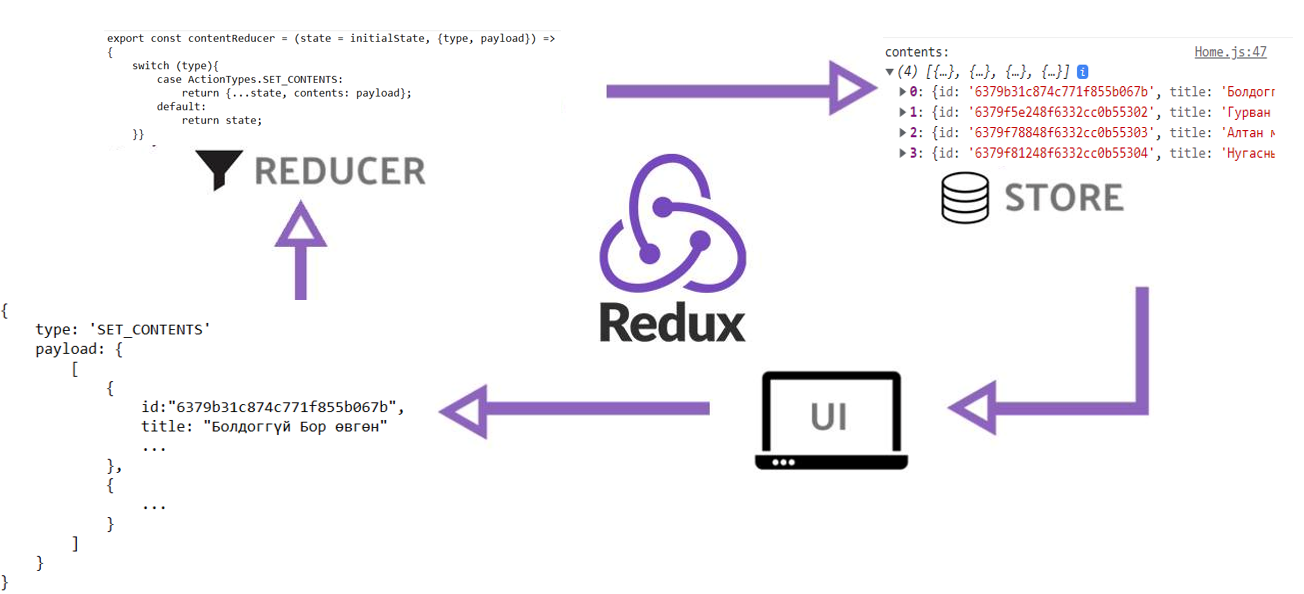 export const contentReducer = (state = initialState, {type, payload}) =>
{
switch (type){
case ActionTypes.SET_CONTENTS:
return {...state, contents: payload};
default:
return state;
}}
REDUCER
contents: Home.js:47
▼(4) [{…}, {…}, {…}, {…}] i
▶0: {id: '6379b31c874c771f855b067b', title: 'Болдогг
▶1: {id: '6379f5e248f6332cc0b55302', title: 'Гурван
▶2: {id: '6379f78848f6332cc0b55303', title: 'Алтан
▶3: {id: '6379f81248f6332cc0b55304', title: 'Нугасн
STORE
Redux
UI
{
type: 'SET_CONTENTS'
payload: {
[
{
id:"6379b31c874c771f855b067b",
title: "Болдоггүй Бор өвгөн"
...
},
{
...
}
]
}
}